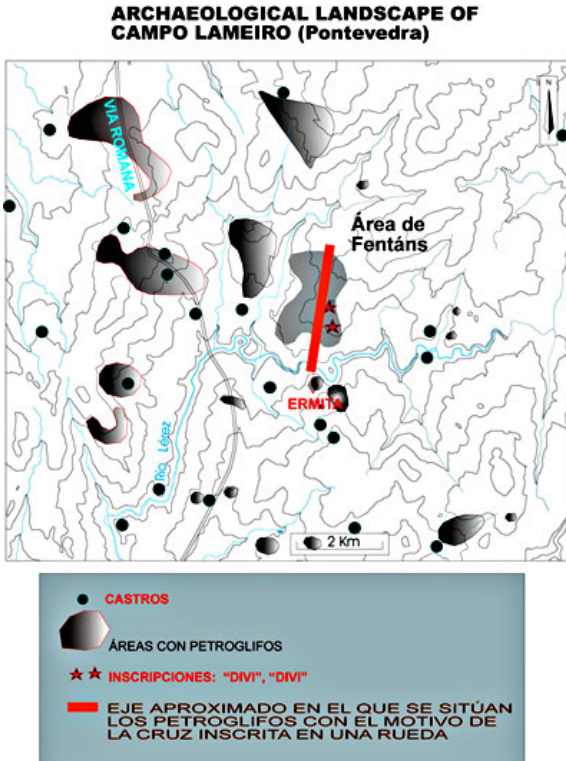 ARCHAEOLOGICAL LANDSCAPE OF
CAMPO LAMEIRO (Pontevedra)
N
VIA ROMANA
Área de
Fentáns
ERMITA
Río Lérez
2 Km
CASTROS
ÁREAS CON PETROGLIFOS
INSCRIPCIONES: "DIVI", "DIVI"
EJE APROXIMADO EN EL QUE SE SITÚAN
LOS PETROGLIFOS CON EL MOTIVO DE
LA CRUZ INSCRITA EN UNA RUEDA